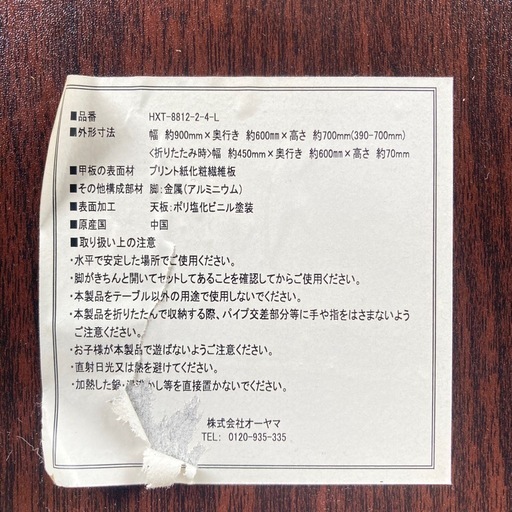 ■品番 HXT-8812-2-4-L
■外形寸法 幅 約900mm×奥行き 約600mm×高さ 約700mm(390-700mm)
<折りたたみ時>幅 約450mm×奥行き 約600mm×高さ 約70mm
■甲板の表面材 プリント紙化粧繊維板
■その他構成部材 脚:金属(アルミニウム)
■表面加工 天板:ポリ塩化ビニル塗装
■原産国 中国
■取り扱い上の注意
・水平で安定した場所でご使用ください。
・脚がきちんと開いてセットしてあることを確認してからご使用ください。
・本製品をテーブル以外の用途で使用しないでください。
・本製品を折りたたんで収納する際、パイプ交差部分等に手や指をはさまないよう
ご注意ください。
・お子様が本製品で遊ばないようご注意ください。
・直射日光又は熱を避けてください。
・加熱した鍋・湯沸かし等を直接置かないでください。
株式会社オーヤマ
TEL: 0120-935-335